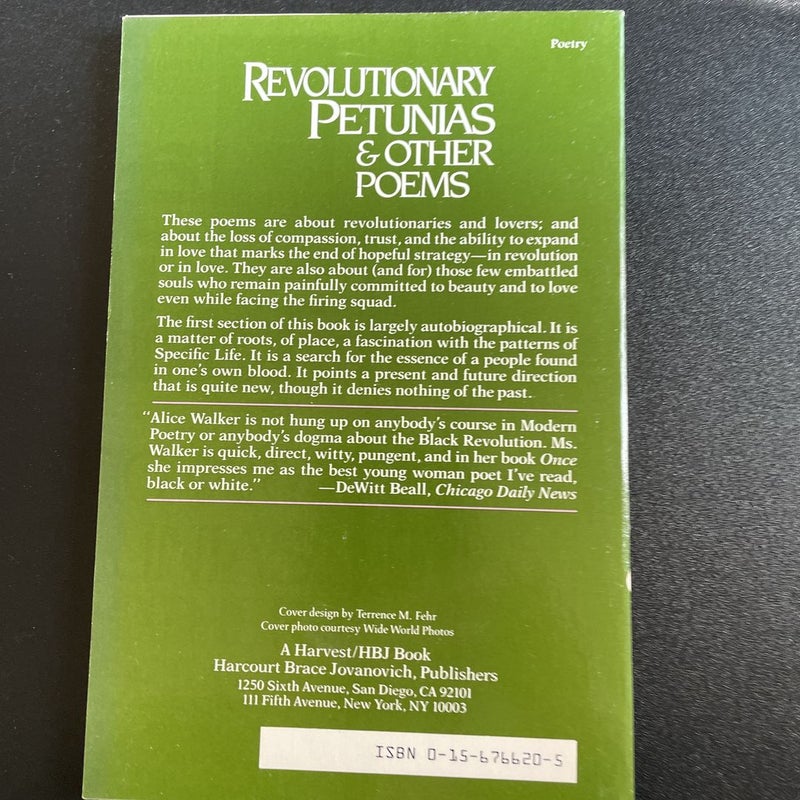 Poetry
REVOLUTIONARY
PETUNIAS
& OTHER
POEMS
These poems are about revolutionaries and lovers; and
about the loss of compassion, trust, and the ability to expand
in love that marks the end of hopeful strategy—in revolution
or in love. They are also about (and for) those few embattled
souls who remain painfully committed to beauty and to love
even while facing the firing squad.
The first section of this book is largely autobiographical. It is
a matter of roots, of place, a fascination with the patterns of
Specific Life. It is a search for the essence of a people found
in one's own blood. It points a present and future direction
that is quite new, though it denies nothing of the past.
"Alice Walker is not hung up on anybody's course in Modern
Poetry or anybody's dogma about the Black Revolution. Ms.
Walker is quick, direct, witty, pungent, and in her book Once
she impresses me as the best young woman poet I've read,
black or white." —DeWitt Beall, Chicago Daily News
Cover design by Terrence M. Fehr
Cover photo courtesy Wide World Photos
A Harvest/HBJ Book
Harcourt Brace Jovanovich, Publishers
1250 Sixth Avenue, San Diego, CA 92101
111 Fifth Avenue, New York, NY 10003
ISBN 0-15-676620-5